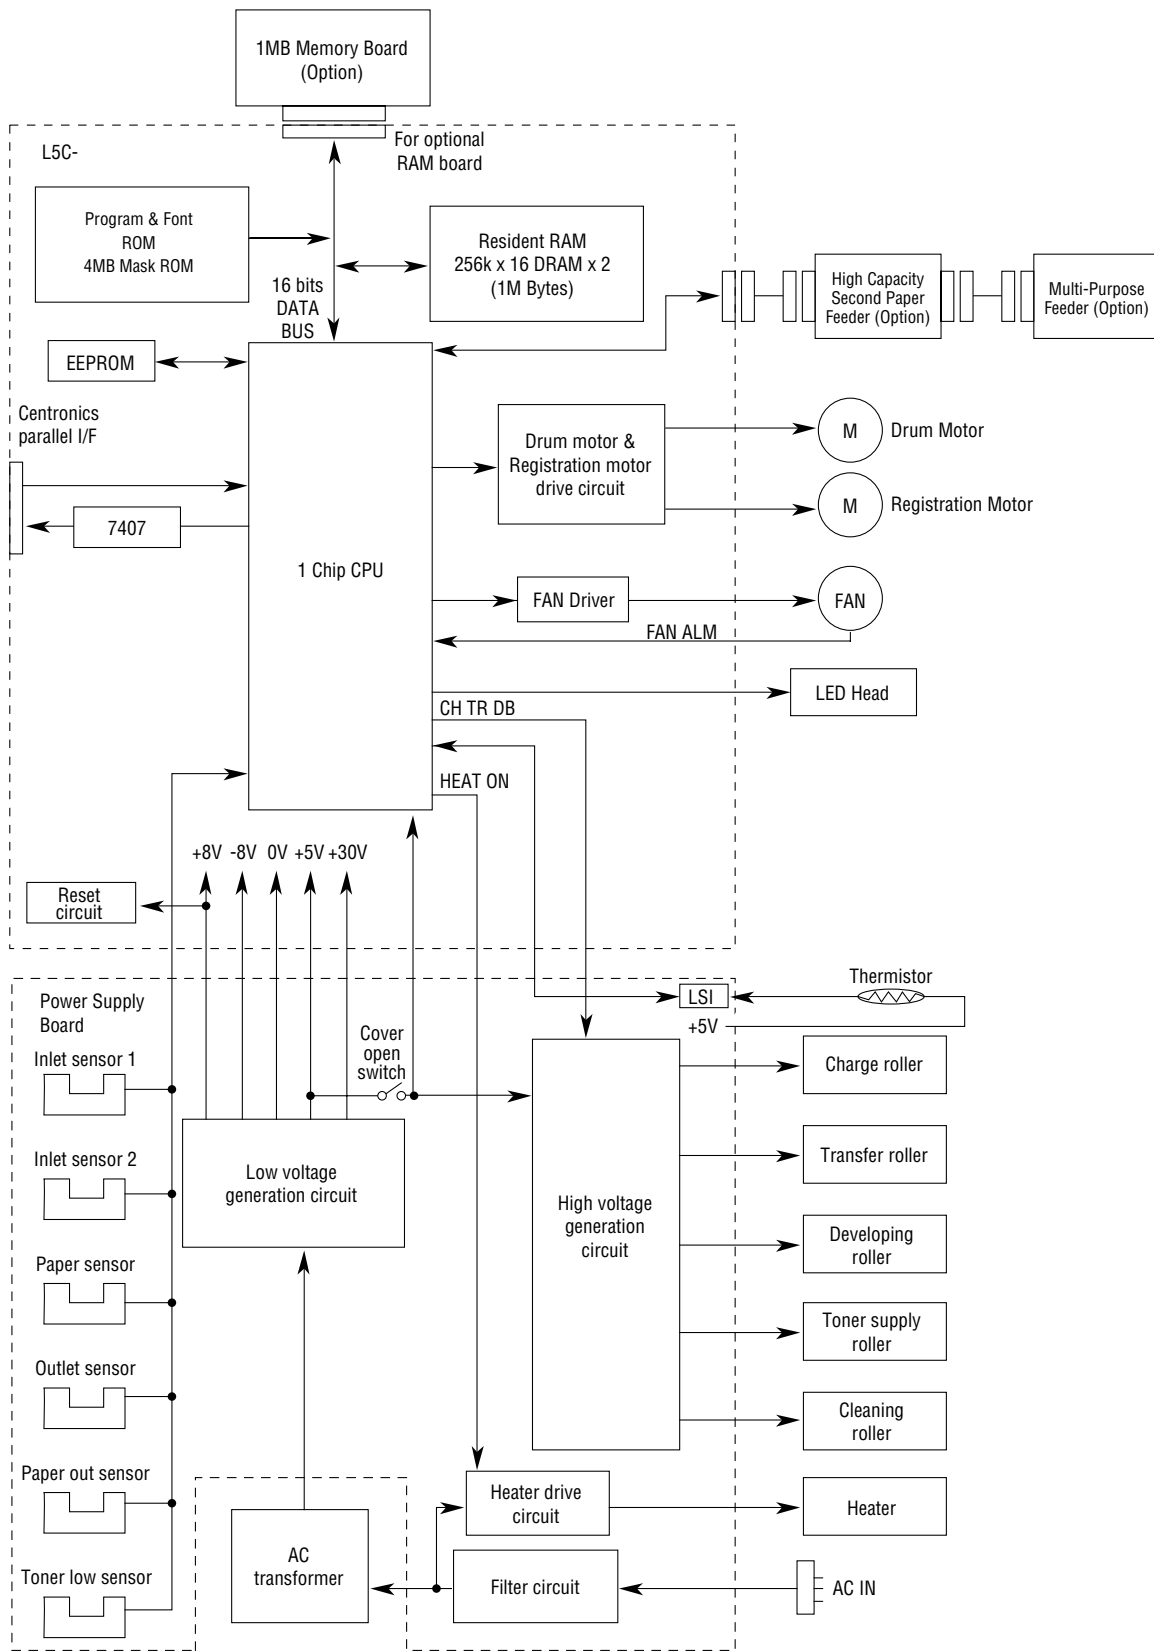 1MB Memory Board
(Option)
L5C-
For optional
RAM board
Program & Font
ROM
4MB Mask ROM
Resident RAM
256k x 16 DRAM x 2
(1M Bytes)
16 bits
DATA
BUS
High Capacity
Second Paper
Feeder (Option)
Multi-Purpose
Feeder (Option)
EEPROM
Centronics
parallel I/F
7407
1 Chip CPU
Drum motor &
Registration motor
drive circuit
M
Drum Motor
M
Registration Motor
FAN Driver
FAN
FAN ALM
LED Head
CH TR DB
HEAT ON
+8V
-8V
0V
+5V
+30V
Reset
circuit
Power Supply
Board
Thermistor
LSI
+5V
Cover
open
switch
Inlet sensor 1
Inlet sensor 2
Paper sensor
Outlet sensor
Paper out sensor
Toner low sensor
Low voltage
generation circuit
High voltage
generation
circuit
Charge roller
Transfer roller
Developing
roller
Toner supply
roller
Cleaning
roller
Heater drive
circuit
Heater
AC
transformer
Filter circuit
AC IN